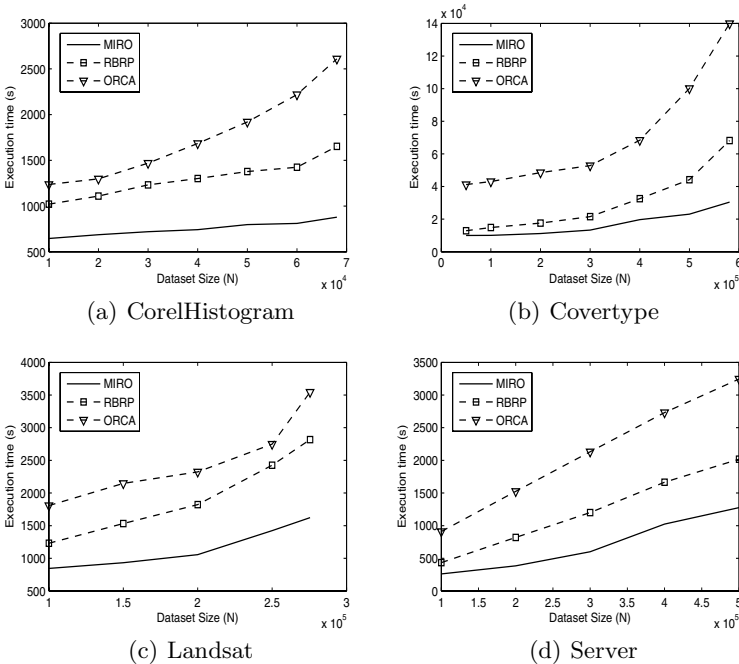 3000
2500
2000
1500
1000
500
Execution time (s)
MIRO
RBRP
ORCA
1 2 3 4 5 6 7
Dataset Size (N)
x 10^4
(a) CorelHistogram
x 10^4
14
12
10
8
6
4
2
0
Execution time (s)
MIRO
RBRP
ORCA
0 1 2 3 4 5 6
Dataset Size (N)
x 10^5
(b) Covertype
4000
3500
3000
2500
2000
1500
1000
500
Execution time (s)
MIRO
RBRP
ORCA
1 1.5 2 2.5 3
Dataset Size (N)
x 10^5
(c) Landsat
3500
3000
2500
2000
1500
1000
500
0
Execution time (s)
MIRO
RBRP
ORCA
1 1.5 2 2.5 3 3.5 4 4.5 5
Dataset Size (N)
x 10^5
(d) Server